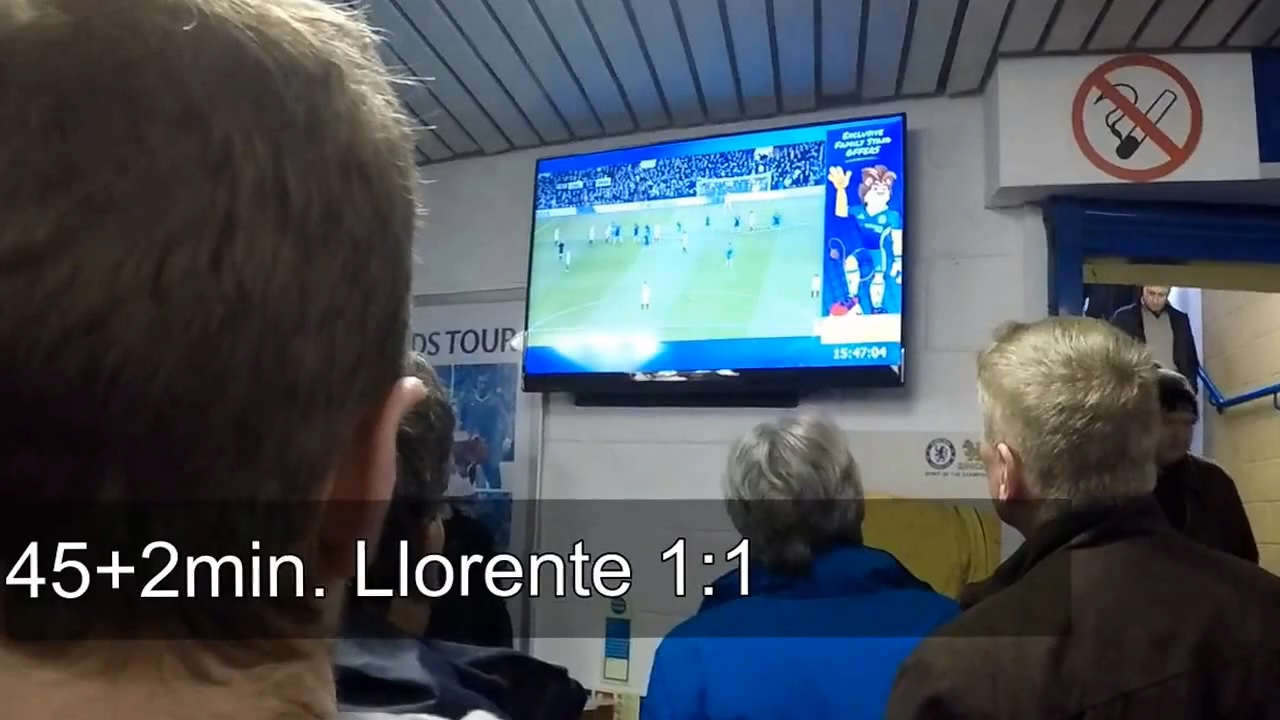 EXCLUSIVE
FAMILY STAND
OFFERS
DS TOUR
15:47:04
45+2min. Llorente 1:1